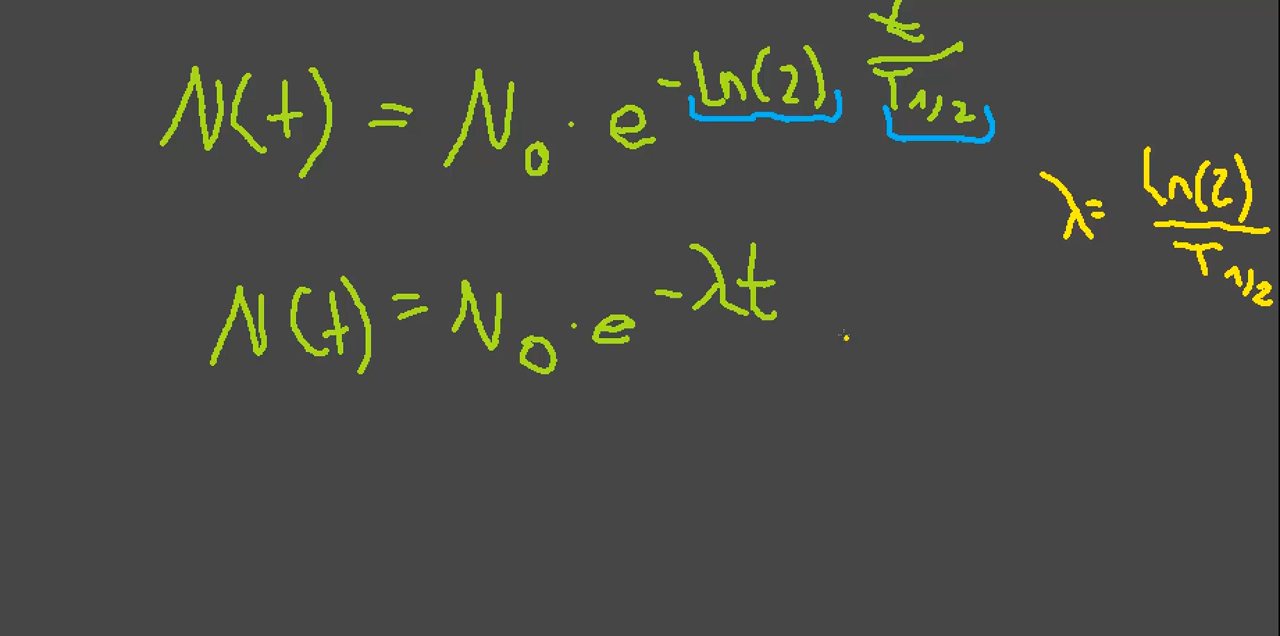 N(t) = N₀ · e^(-ln(2) t/T₁/₂)
λ = ln(2)/T₁/₂
N(t) = N₀ · e^(-λt)